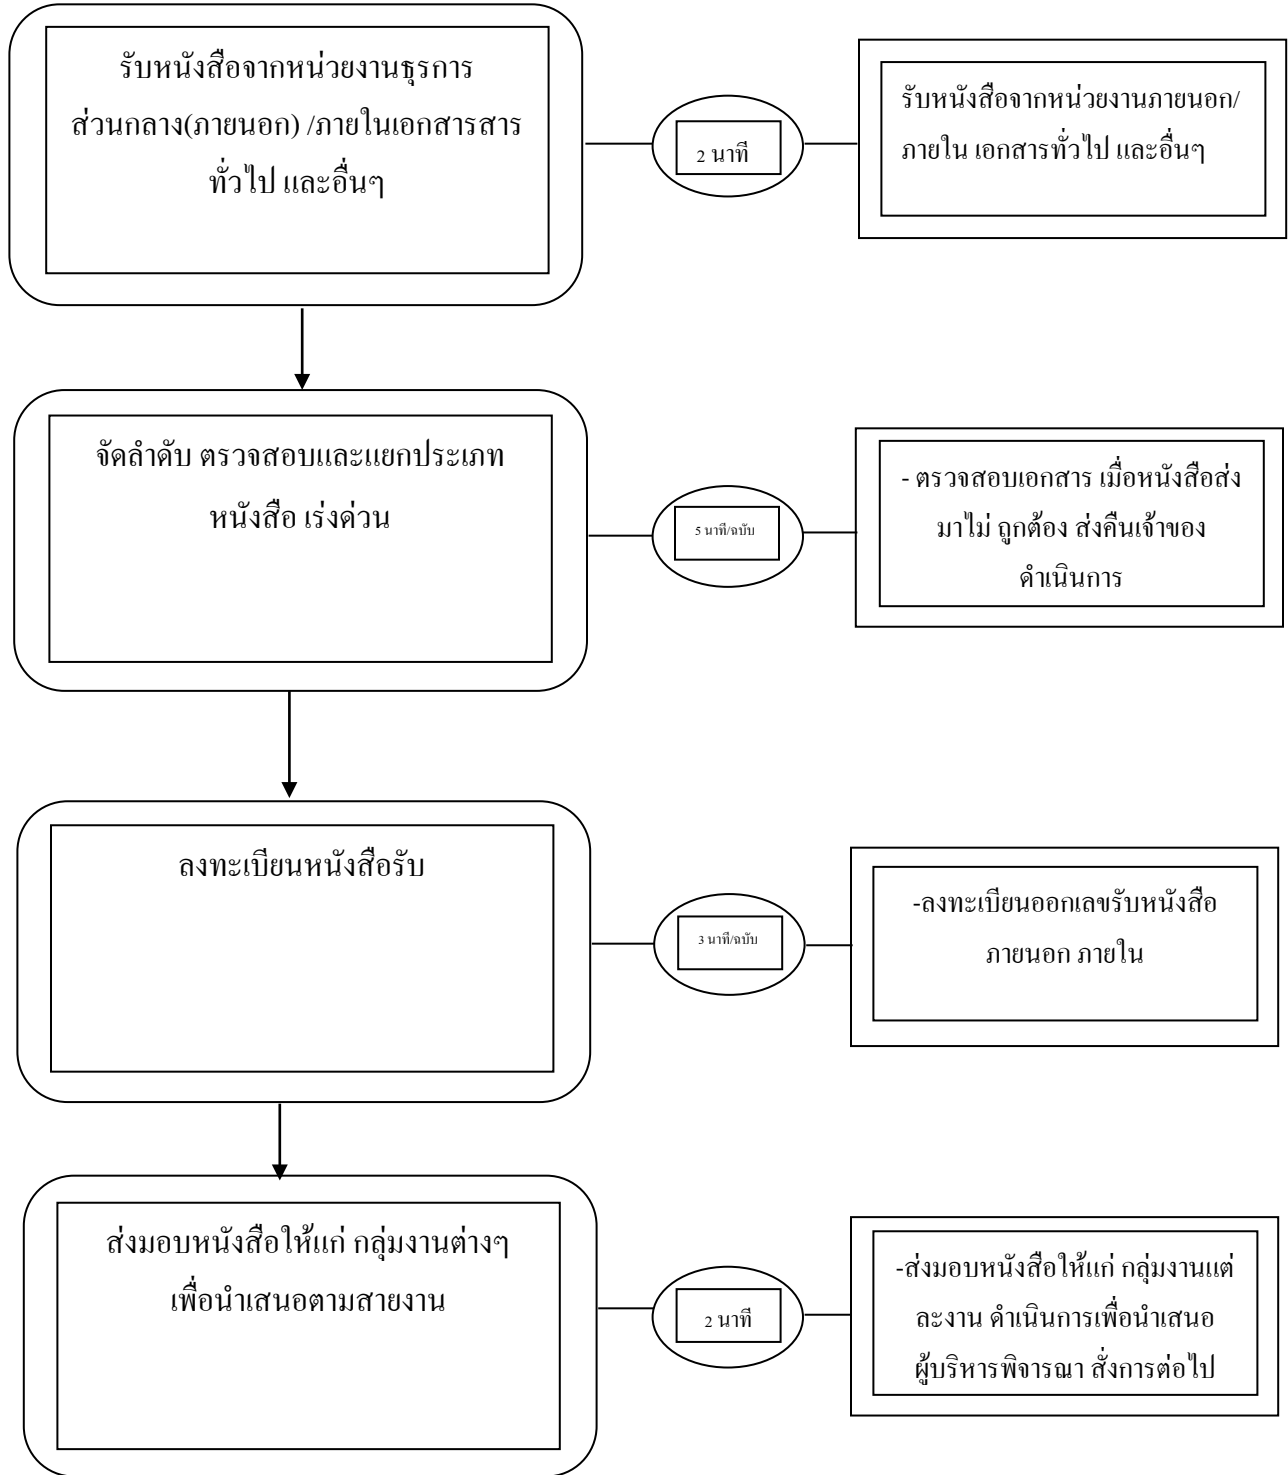 รับหนังสือจากหน่วยงานธุรการ
ส่วนกลาง(ภายนอก) /ภายในเอกสารสาร
ทั่วไป และอื่นๆ
2 นาที
รับหนังสือจากหน่วยงานภายนอก/
ภายใน เอกสารทั่วไป และอื่นๆ
จัดลำดับ ตรวจสอบและแยกประเภท
หนังสือ เร่งด่วน
5 นาที/ฉบับ
- ตรวจสอบเอกสาร เมื่อหนังสือส่ง
มาไม่ ถูกต้อง ส่งคืนเจ้าของ
ดำเนินการ
ลงทะเบียนหนังสือรับ
3 นาที/ฉบับ
-ลงทะเบียนออกเลขรับหนังสือ
ภายนอก ภายใน
ส่งมอบหนังสือให้แก่ กลุ่มงานต่างๆ
เพื่อนำเสนอตามสายงาน
2 นาที
-ส่งมอบหนังสือให้แก่ กลุ่มงานแต่
ละงาน ดำเนินการเพื่อนำเสนอ
ผู้บริหารพิจารณา สั่งการต่อไป